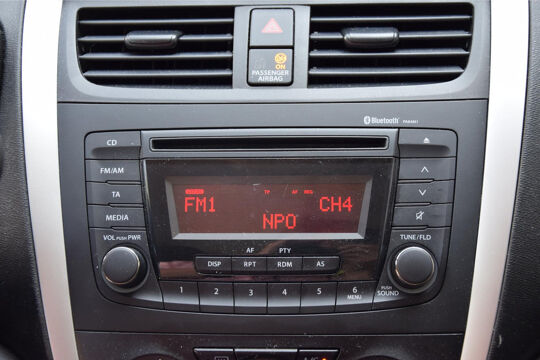 ON
PASSENGER
AIRBAG
Bluetooth
CD
FM/AM
TA
MEDIA
VOL PUSH PWR
TP AF REG
FM1 CH4
NPO
AF PTY
DISP RPT RDM AS
1 2 3 4 5 6
MENU
TUNE/FLD
PUSH
SOUND